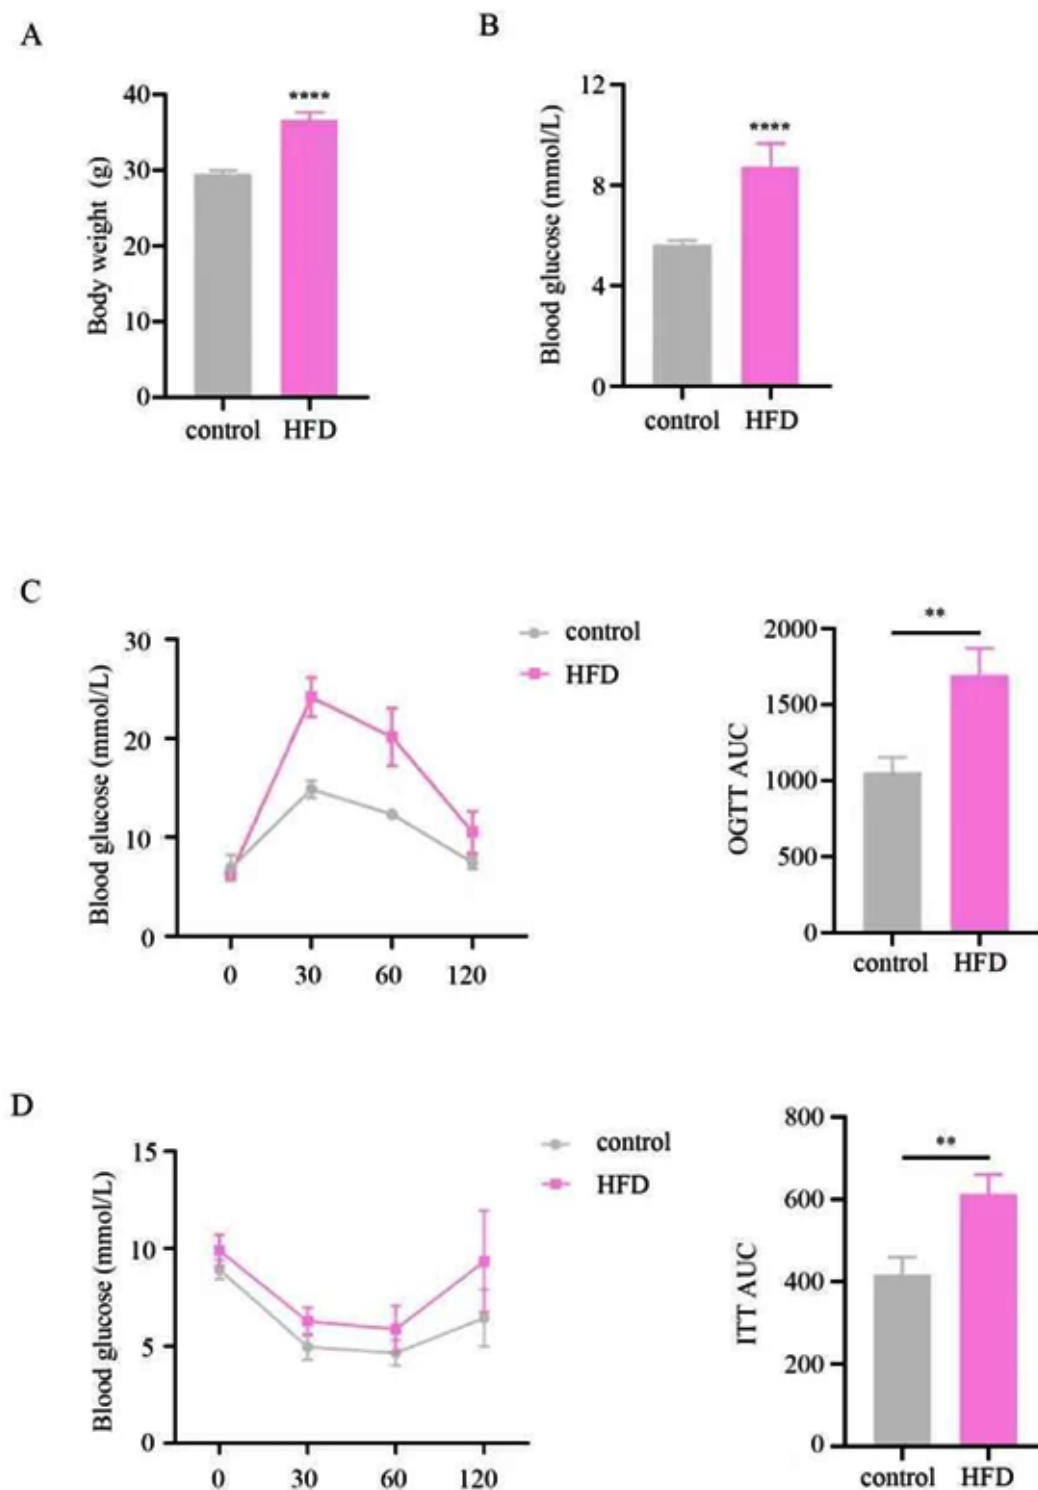 A
Body weight (g)
40
30
20
10
0
****
control HFD
B
Blood glucose (mmol/L)
12
8
4
0
****
control HFD
C
Blood glucose (mmol/L)
30
20
10
0
0 30 60 120
control
HFD
OGTT AUC
2000
1500
1000
500
0
**
control HFD
D
Blood glucose (mmol/L)
15
10
5
0
0 30 60 120
control
HFD
ITT AUC
800
600
400
200
0
**
control HFD